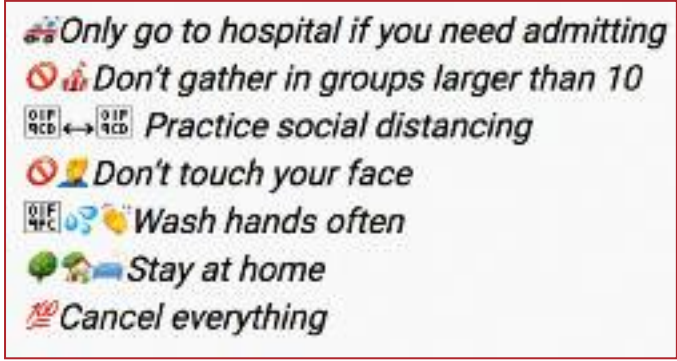 🚑Only go to hospital if you need admitting
🚫🎪Don't gather in groups larger than 10
↔ Practice social distancing
🚫🤦Don't touch your face
💦👏Wash hands often
🌳🏡🛏Stay at home
💯Cancel everything